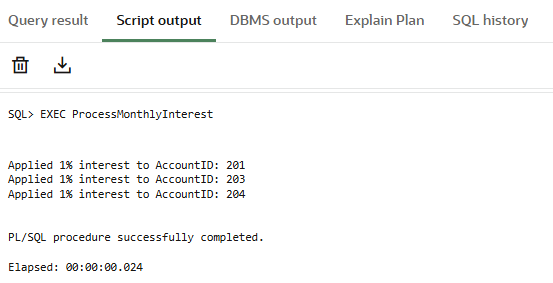 Query result Script output DBMS output Explain Plan SQL history
SQL> EXEC ProcessMonthlyInterest
Applied 1% interest to AccountID: 201
Applied 1% interest to AccountID: 203
Applied 1% interest to AccountID: 204
PL/SQL procedure successfully completed.
Elapsed: 00:00:00.024